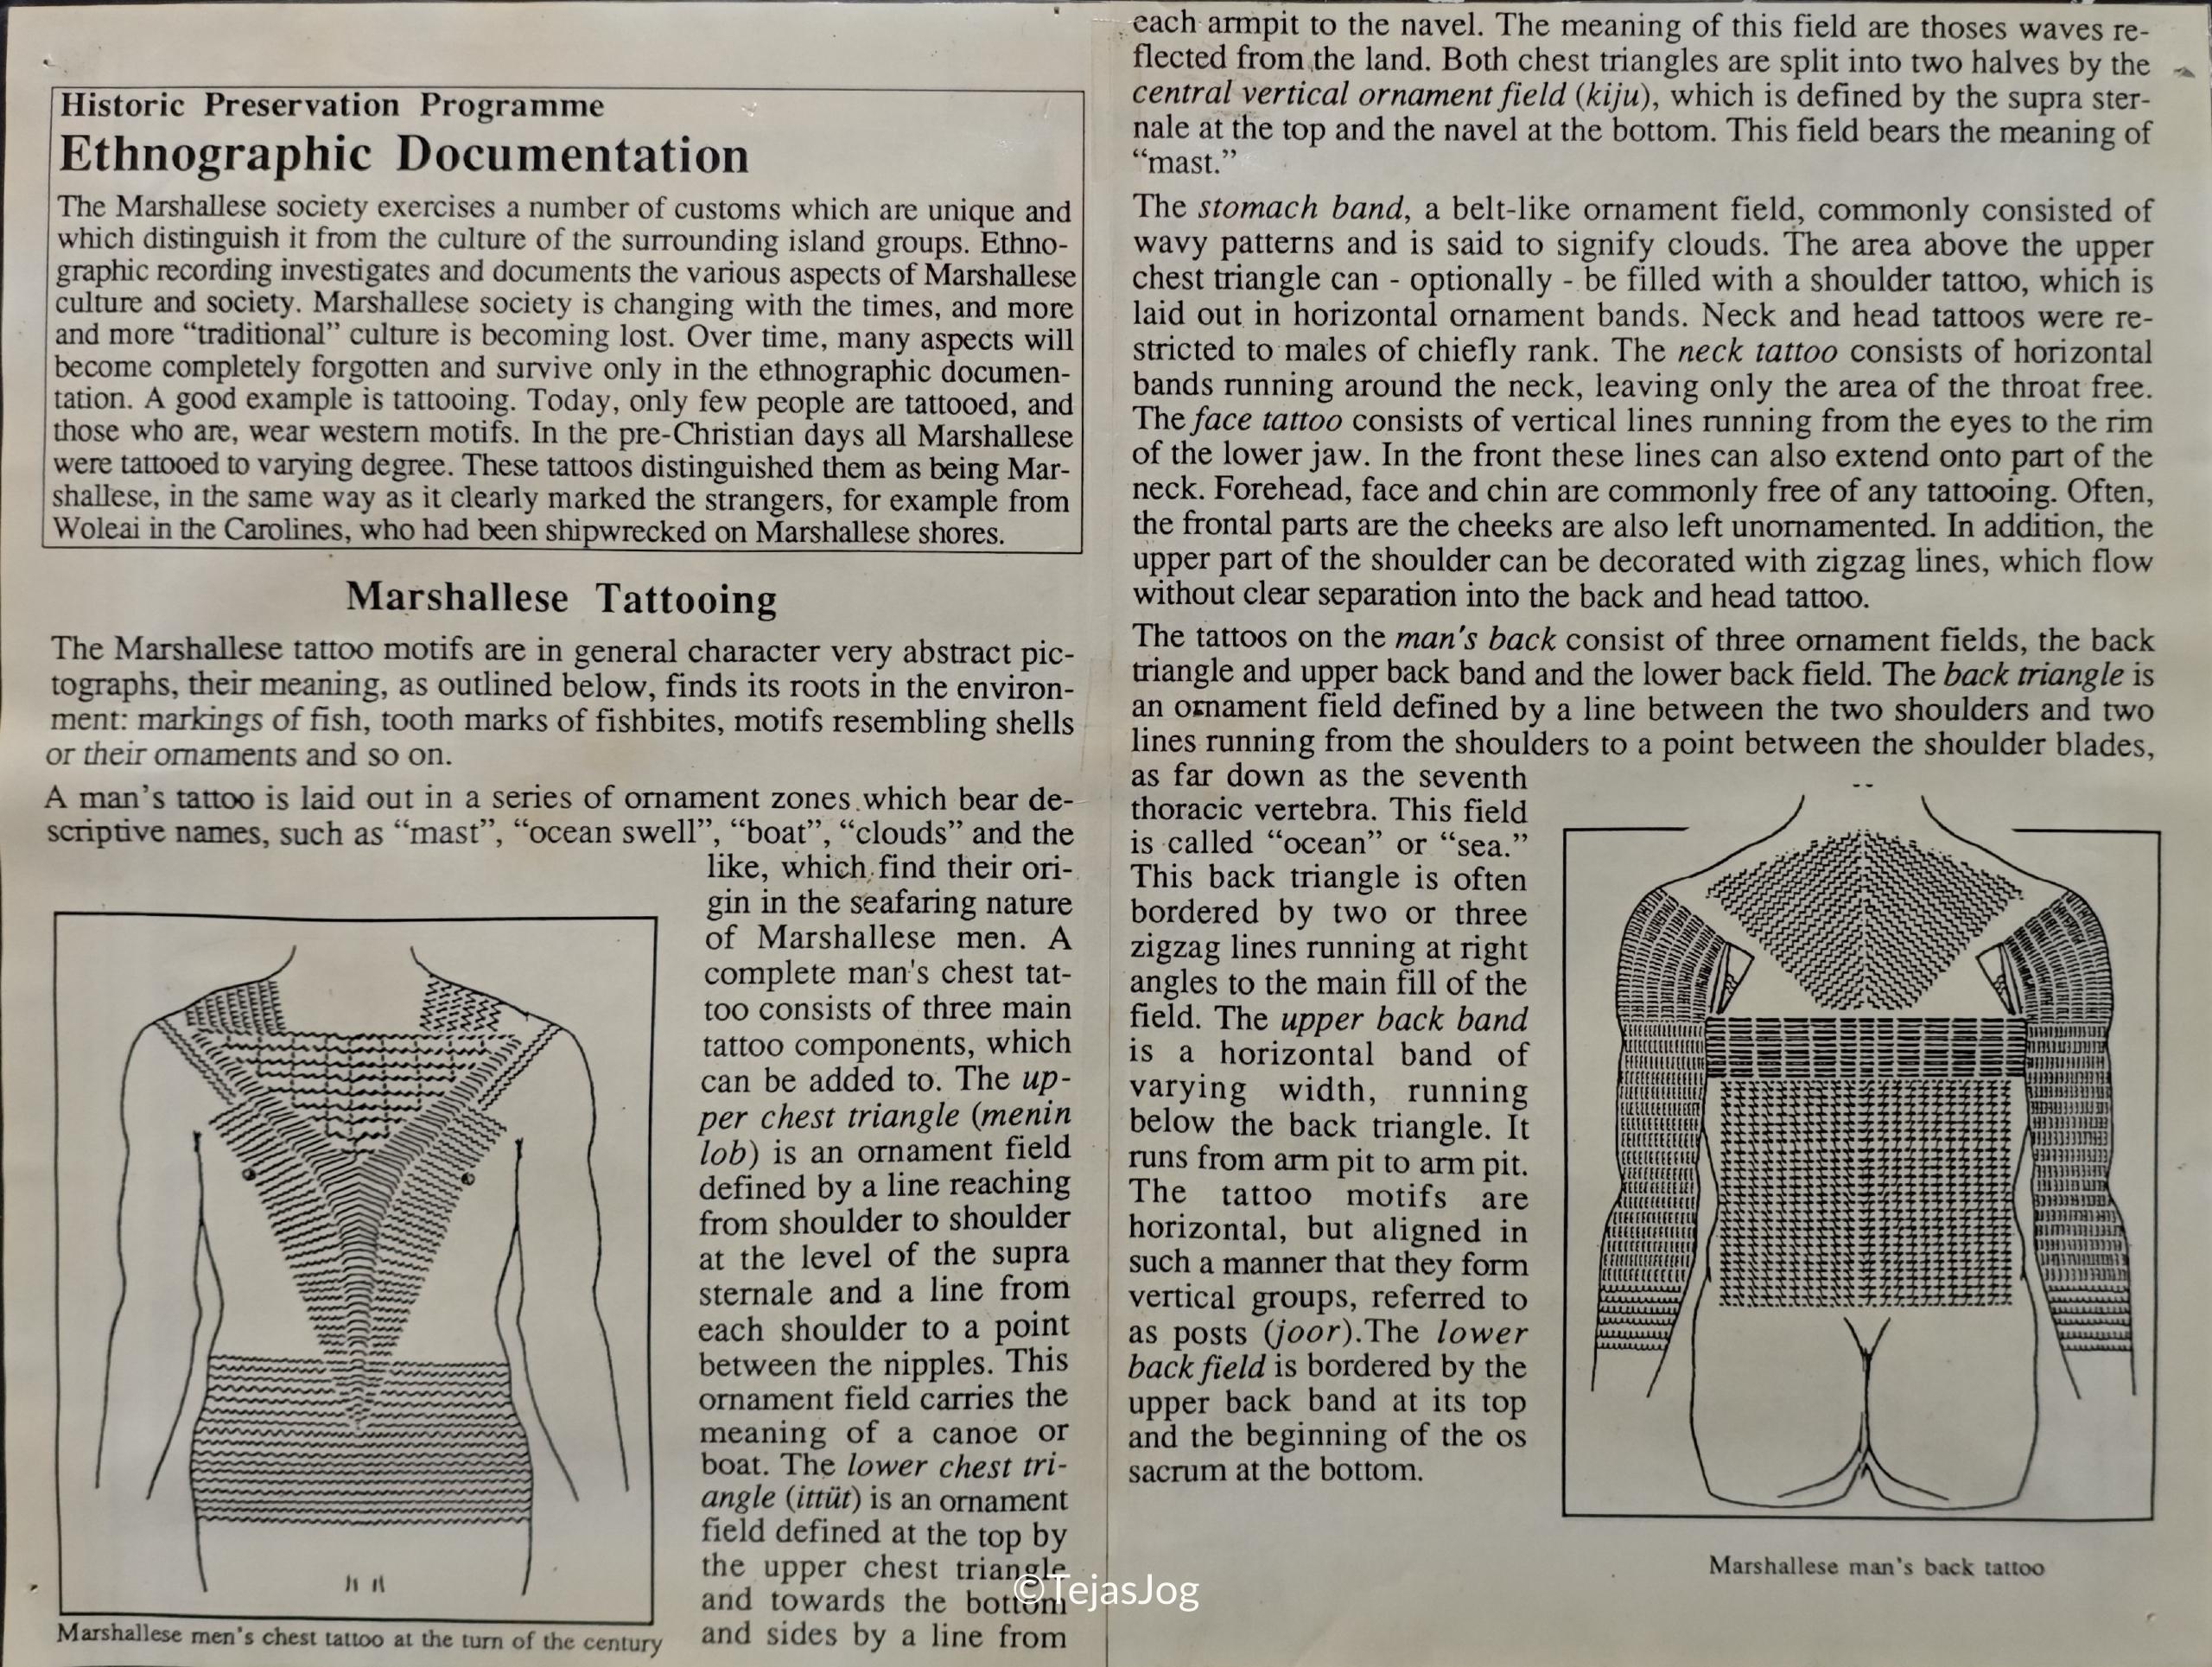 Historic Preservation Programme
Ethnographic Documentation
The Marshallese society exercises a number of customs which are unique and
which distinguish it from the culture of the surrounding island groups. Ethno-
graphic recording investigates and documents the various aspects of Marshallese
culture and society. Marshallese society is changing with the times, and more
and more “traditional” culture is becoming lost. Over time, many aspects will
become completely forgotten and survive only in the ethnographic documen-
tation. A good example is tattooing. Today, only few people are tattooed, and
those who are, wear western motifs. In the pre-Christian days all Marshallese
were tattooed to varying degree. These tattoos distinguished them as being Mar-
shallese, in the same way as it clearly marked the strangers, for example from
Woleai in the Carolines, who had been shipwrecked on Marshallese shores.
Marshallese Tattooing
The Marshallese tattoo motifs are in general character very abstract pic-
tographs, their meaning, as outlined below, finds its roots in the environ-
ment: markings of fish, tooth marks of fishbites, motifs resembling shells
or their ornaments and so on.
A man's tattoo is laid out in a series of ornament zones which bear de-
scriptive names, such as “mast”, “ocean swell”, “boat”, “clouds” and the
like, which find their ori-
gin in the seafaring nature
of Marshallese men. A
complete man's chest tat-
too consists of three main
tattoo components, which
can be added to. The up-
per chest triangle (menin
lob) is an ornament field
defined by a line reaching
from shoulder to shoulder
at the level of the supra
sternale and a line from
each shoulder to a point
between the nipples. This
ornament field carries the
meaning of a canoe or
boat. The lower chest tri-
angle (ittüt) is an ornament
field defined at the top by
the upper chest triangle
and towards the bottom
and sides by a line from
Marshallese men's chest tattoo at the turn of the century
each armpit to the navel. The meaning of this field are thoses waves re-
flected from the land. Both chest triangles are split into two halves by the
central vertical ornament field (kiju), which is defined by the supra ster-
nale at the top and the navel at the bottom. This field bears the meaning of
“mast.”
The stomach band, a belt-like ornament field, commonly consisted of
wavy patterns and is said to signify clouds. The area above the upper
chest triangle can - optionally - be filled with a shoulder tattoo, which is
laid out in horizontal ornament bands. Neck and head tattoos were re-
stricted to males of chiefly rank. The neck tattoo consists of horizontal
bands running around the neck, leaving only the area of the throat free.
The face tattoo consists of vertical lines running from the eyes to the rim
of the lower jaw. In the front these lines can also extend onto part of the
neck. Forehead, face and chin are commonly free of any tattooing. Often,
the frontal parts are the cheeks are also left unornamented. In addition, the
upper part of the shoulder can be decorated with zigzag lines, which flow
without clear separation into the back and head tattoo.
The tattoos on the man's back consist of three ornament fields, the back
triangle and upper back band and the lower back field. The back triangle is
an ornament field defined by a line between the two shoulders and two
lines running from the shoulders to a point between the shoulder blades,
as far down as the seventh
thoracic vertebra. This field
is called “ocean” or “sea.”
This back triangle is often
bordered by two or three
zigzag lines running at right
angles to the main fill of the
field. The upper back band
is a horizontal band of
varying width, running
below the back triangle. It
runs from arm pit to arm pit.
The tattoo motifs are
horizontal, but aligned in
such a manner that they form
vertical groups, referred to
as posts (joor).The lower
back field is bordered by the
upper back band at its top
and the beginning of the os
sacrum at the bottom.
Marshallese man's back tattoo
©TejasJog